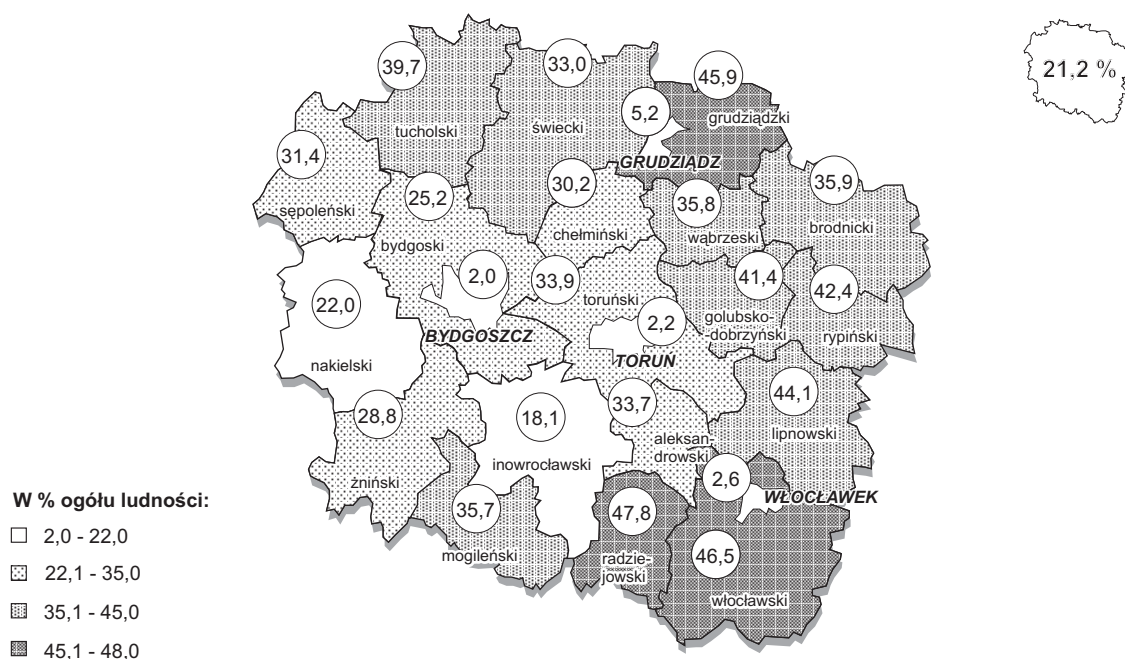 39,7
33,0
45,9
21,2 %
5,2
tucholski
świecki
grudziądzki
31,4
GRUDZIĄDZ
25,2
30,2
35,8
35,9
sępoleński
bydgoski
chełmiński
wąbrzeski
brodnicki
2,0
33,9
41,4
42,4
22,0
toruński
2,2
golubsko-
-dobrzyński
rypiński
BYDGOSZCZ
TORUŃ
nakielski
28,8
18,1
33,7
44,1
aleksan-
drowski
lipnowski
inowrocławski
żniński
2,6
WŁOCŁAWEK
35,7
47,8
mogileński
46,5
radzie-
jowski
włocławski
W % ogółu ludności:
2,0 - 22,0
22,1 - 35,0
35,1 - 45,0
45,1 - 48,0